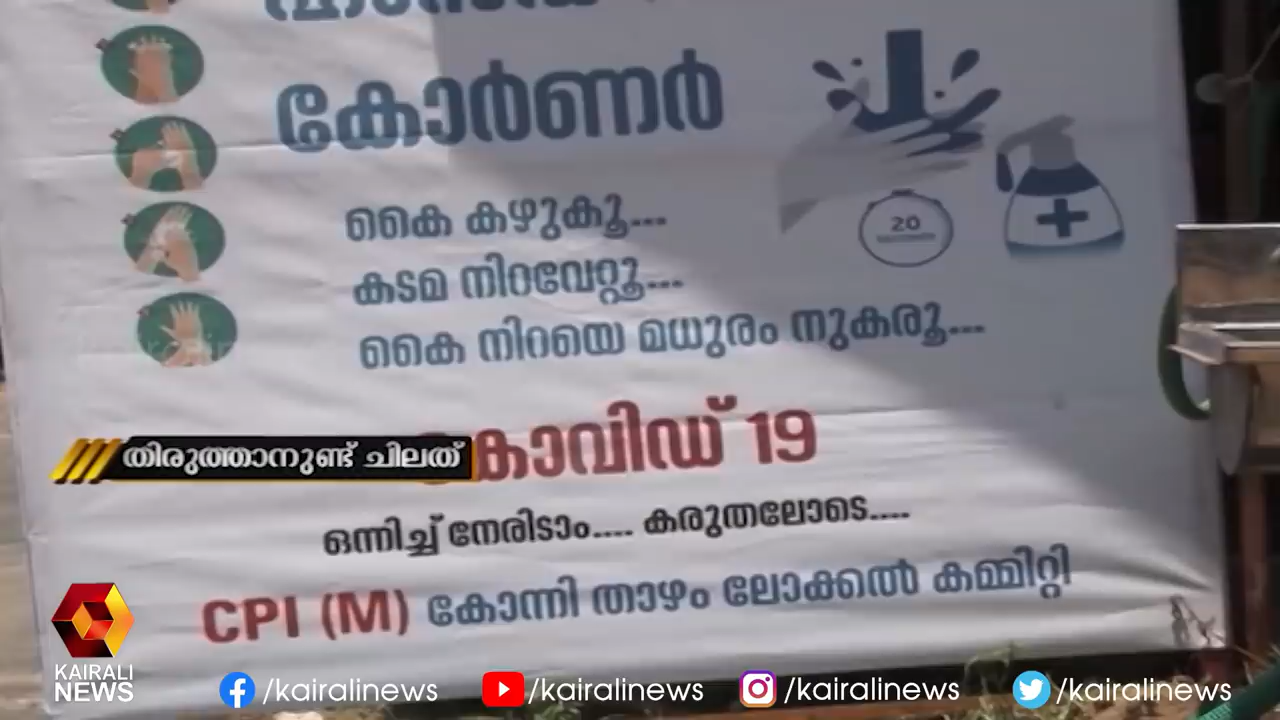 കോർണർ
കൈ കഴുകൂ...
കടമ നിറവേറ്റൂ...
കൈ നിറയെ മധുരം നുകരൂ...
20
തിരുത്താനുണ്ട് ചിലത്
കോവിഡ് 19
ഒന്നിച്ച് നേരിടാം.... കരുതലോടെ....
CPI (M) കോന്നി താഴം ലോക്കൽ കമ്മിറ്റി
KAIRALI
NEWS
/kairalinews /kairalinews /kairalinews /kairalinews